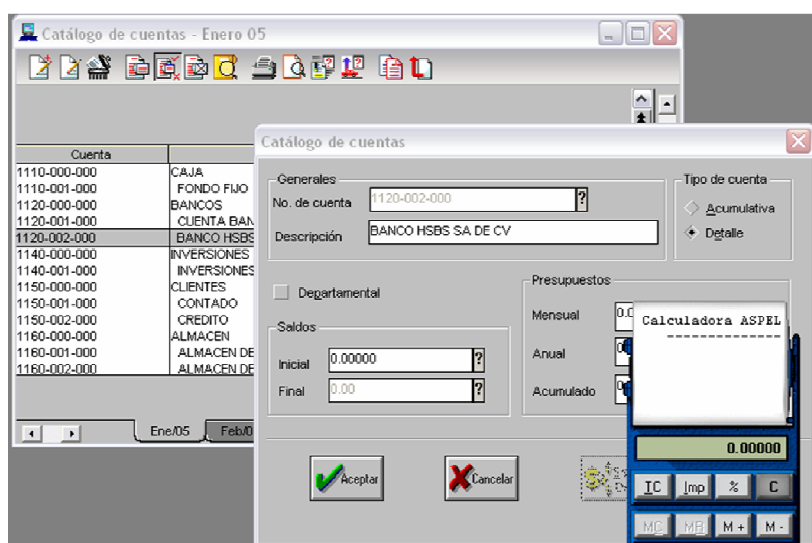 Catálogo de cuentas - Enero 05
Cuenta
1110-000-000 CAJA
1110-001-000 FONDO FIJO
1120-000-000 BANCOS
1120-001-000 CUENTA BAN
1120-002-000 BANCO HSBS
1140-000-000 INVERSIONES
1140-001-000 INVERSIONES
1150-000-000 CLIENTES
1150-001-000 CONTADO
1150-002-000 CREDITO
1160-000-000 ALMACEN
1160-001-000 ALMACEN DE
1160-002-000 ALMACEN DE
Ene/05 Feb/0
Catálogo de cuentas
Generales
No. de cuenta 1120-002-000 ?
Descripción BANCO HSBS SA DE CV
Tipo de cuenta
Acumulativa
Detalle
Departamental
Saldos
Inicial 0.00000 ?
Final 0.00 ?
Presupuestos
Mensual 0.0
Anual
Acumulado
Aceptar
Cancelar
Calculadora ASPEL
--------------
0.00000
IC Imp % C
MC MR M + M -